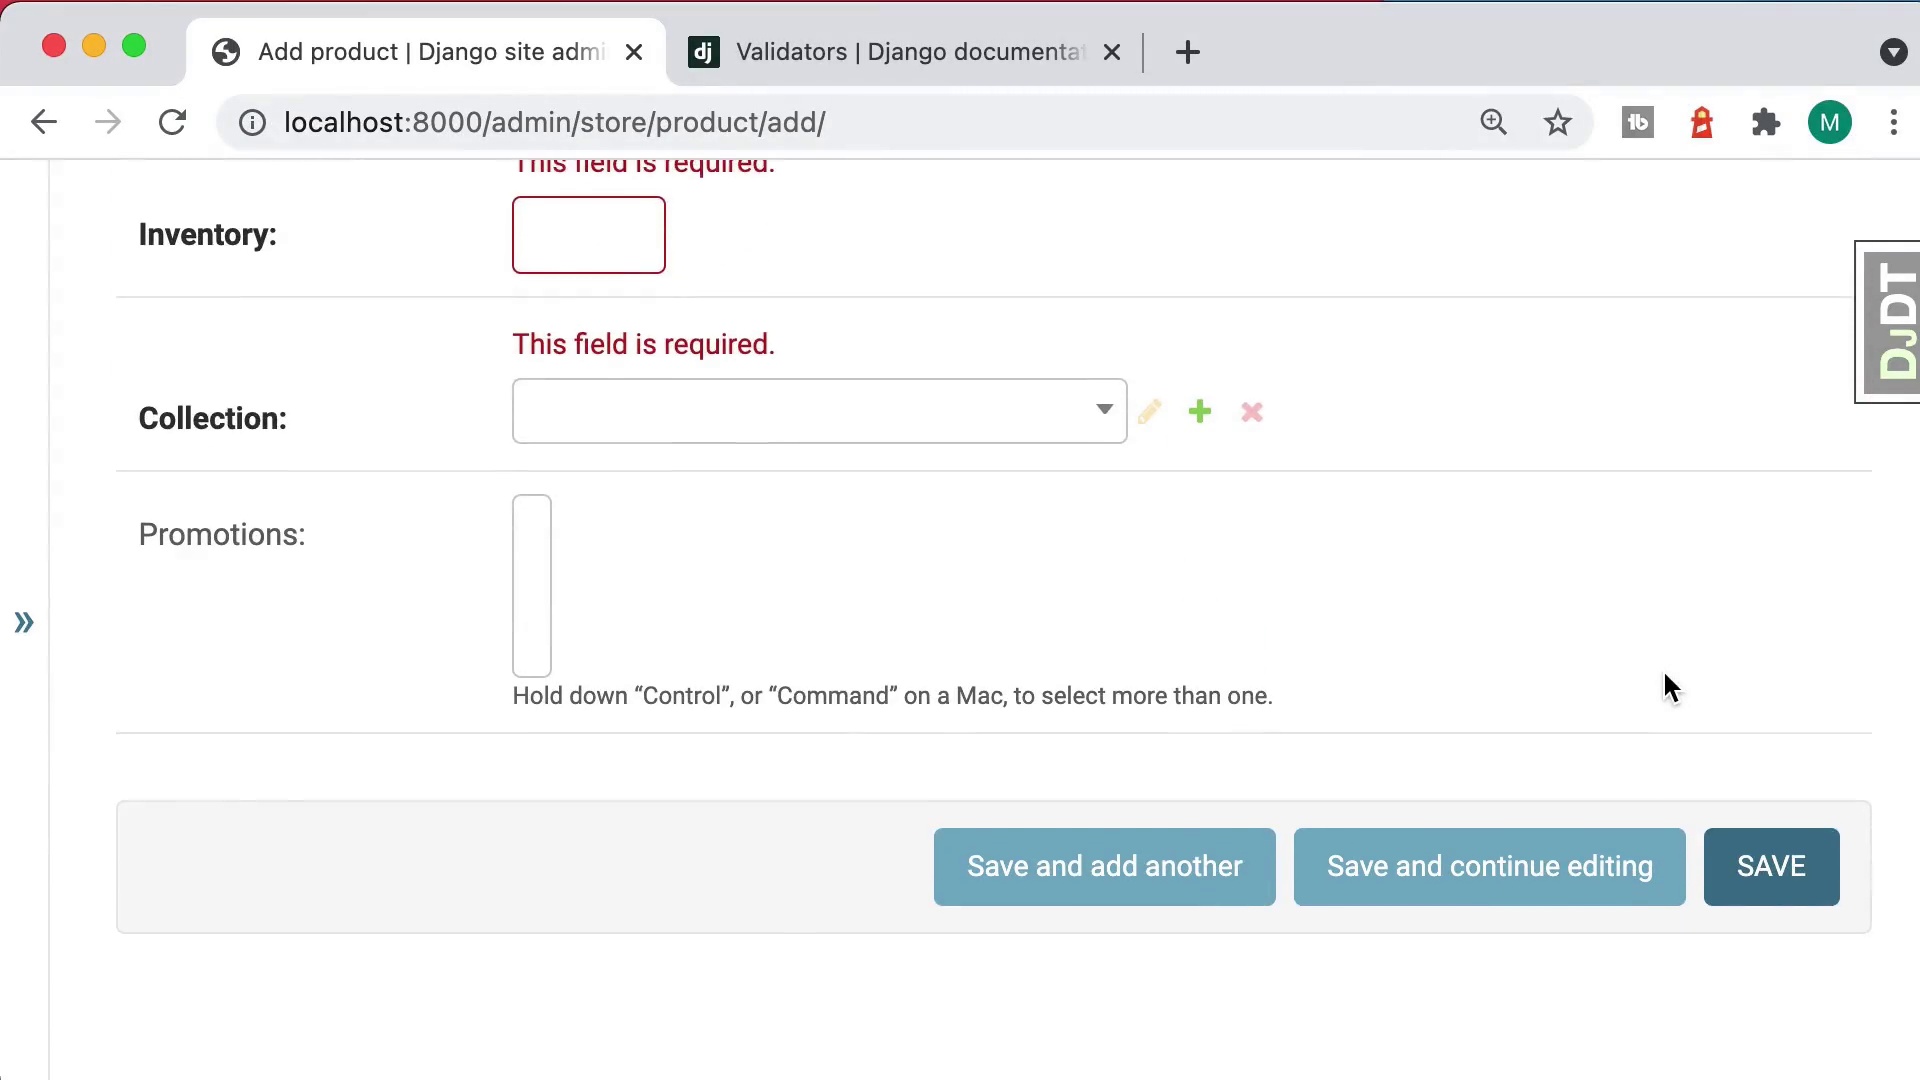 Add product | Django site admi
dj Validators | Django documentat
localhost:8000/admin/store/product/add/
M
This field is required.
Inventory:
DJDT
This field is required.
Collection:
Promotions:
»
Hold down “Control”, or “Command” on a Mac, to select more than one.
Save and add another
Save and continue editing
SAVE